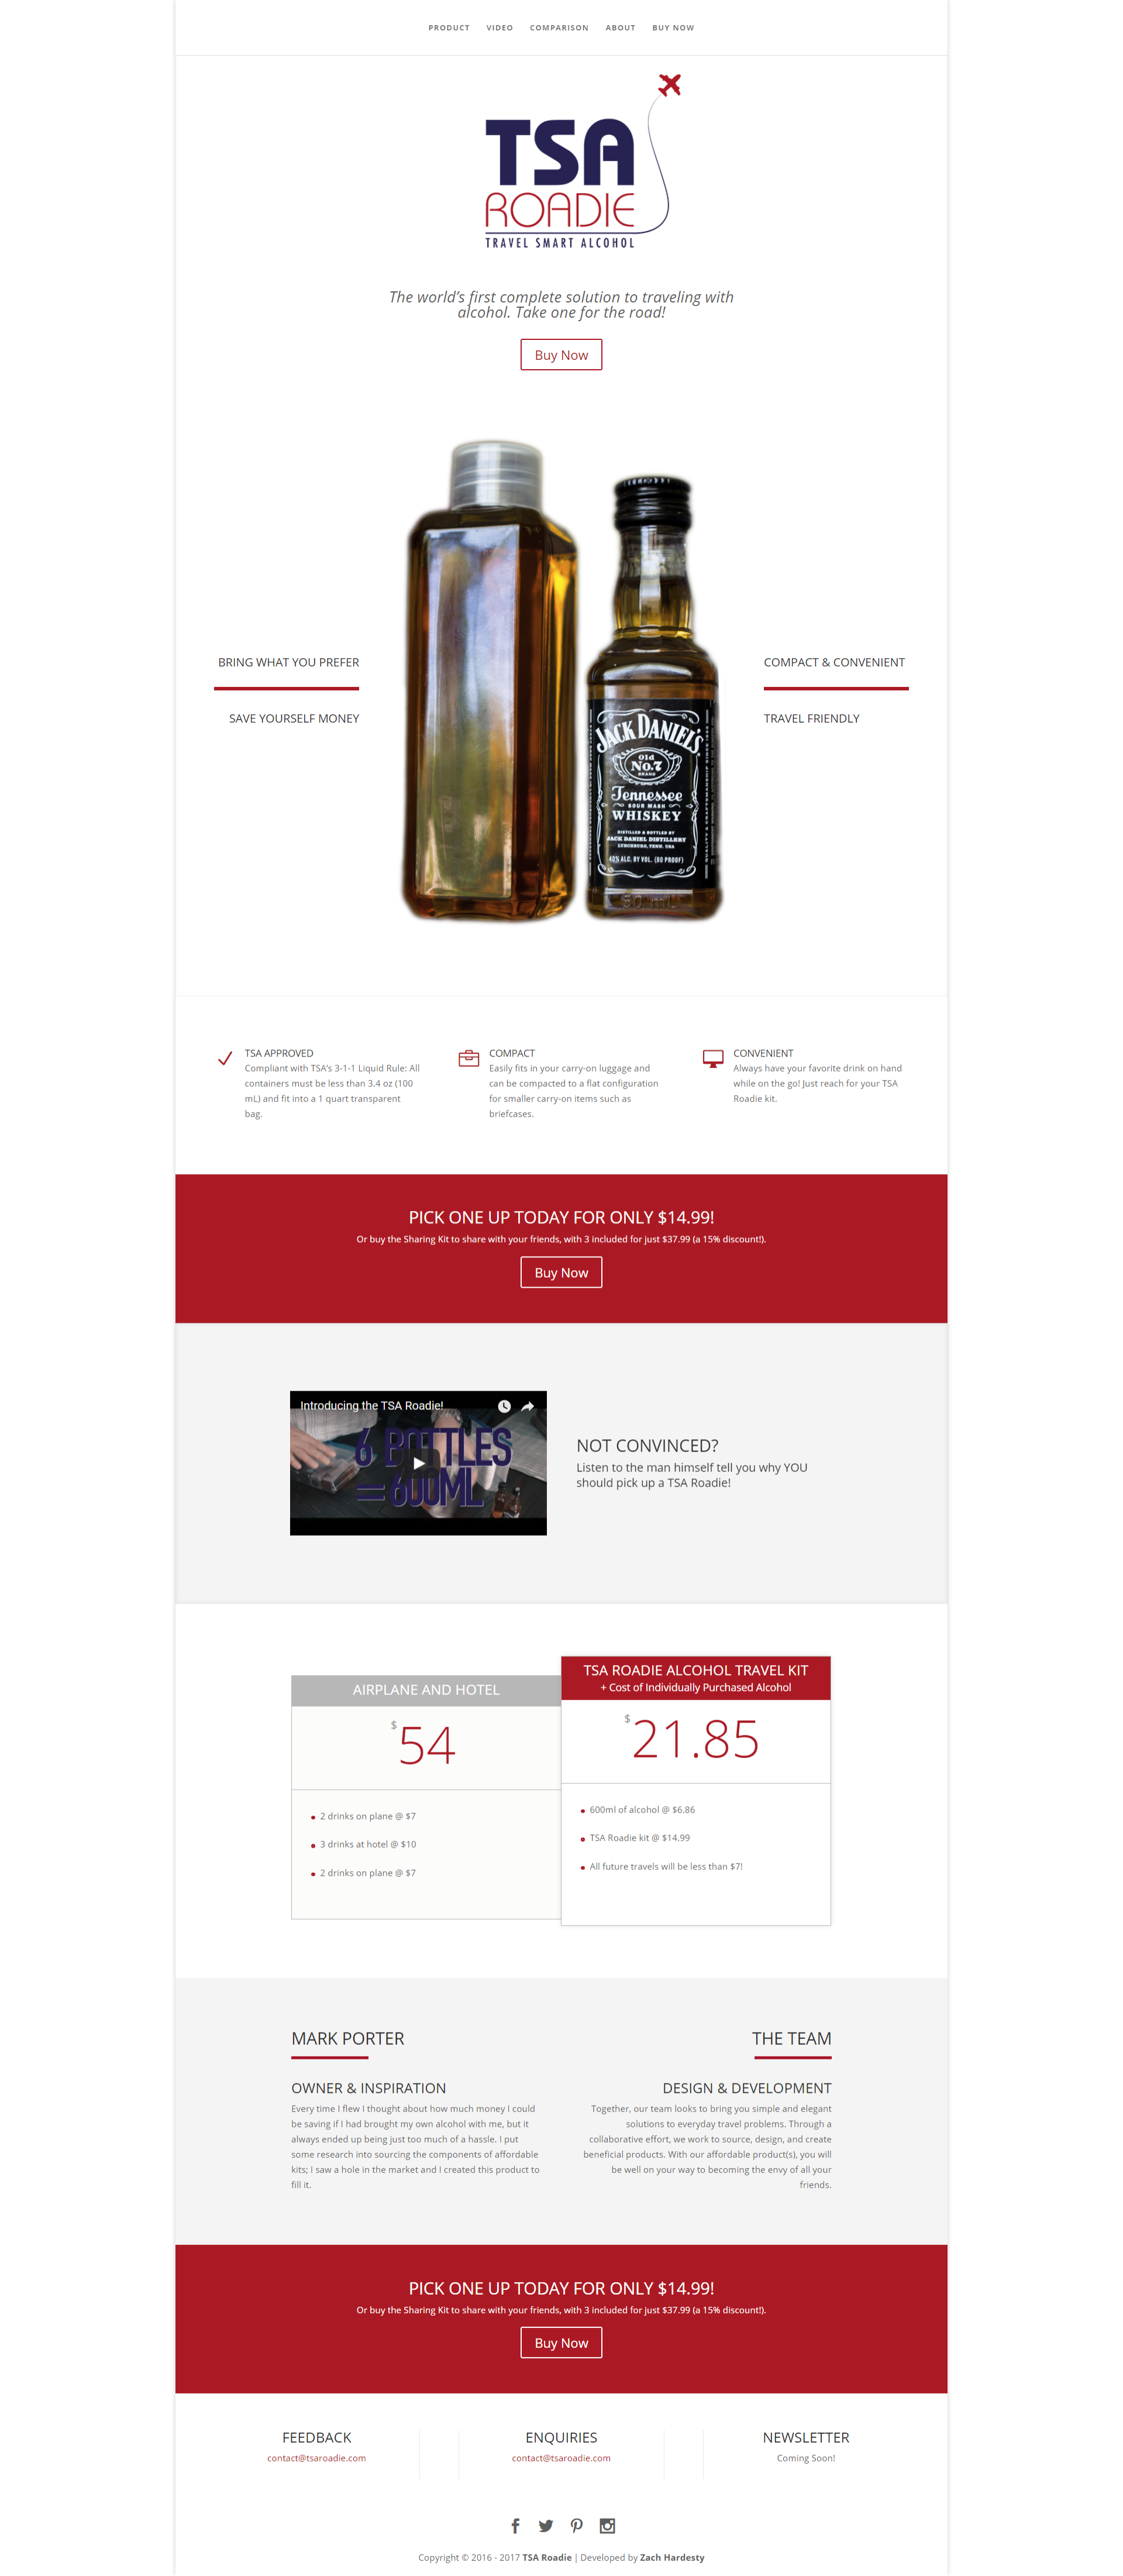 PRODUCT VIDEO COMPARISON ABOUT BUY NOW
TSA
ROADIE
TRAVEL SMART ALCOHOL
The world's first complete solution to traveling with
alcohol. Take one for the road!
Buy Now
BRING WHAT YOU PREFER
SAVE YOURSELF MONEY
JACK DANIEL'S
Old
No.7
BRAND
Tennessee
SOUR MASH
WHISKEY
DISTILLED & BOTTLED BY
JACK DANIEL DISTILLERY
LYNCHBURG, TENN. USA
40% ALC. BY VOL. (80 PROOF)
50 mL
COMPACT & CONVENIENT
TRAVEL FRIENDLY
TSA APPROVED
Compliant with TSA's 3-1-1 Liquid Rule: All
containers must be less than 3.4 oz (100
mL) and fit into a 1 quart transparent
bag.
COMPACT
Easily fits in your carry-on luggage and
can be compacted to a flat configuration
for smaller carry-on items such as
briefcases.
CONVENIENT
Always have your favorite drink on hand
while on the go! Just reach for your TSA
Roadie kit.
PICK ONE UP TODAY FOR ONLY $14.99!
Or buy the Sharing Kit to share with your friends, with 3 included for just $37.99 (a 15% discount!).
Buy Now
Introducing the TSA Roadie!
6 BOTTLES
=600ML
NOT CONVINCED?
Listen to the man himself tell you why YOU
should pick up a TSA Roadie!
AIRPLANE AND HOTEL
$54
2 drinks on plane @ $7
3 drinks at hotel @ $10
2 drinks on plane @ $7
TSA ROADIE ALCOHOL TRAVEL KIT
+ Cost of Individually Purchased Alcohol
$21.85
600ml of alcohol @ $6.86
TSA Roadie kit @ $14.99
All future travels will be less than $7!
MARK PORTER
OWNER & INSPIRATION
Every time I flew I thought about how much money I could
be saving if I had brought my own alcohol with me, but it
always ended up being just too much of a hassle. I put
some research into sourcing the components of affordable
kits; I saw a hole in the market and I created this product to
fill it.
THE TEAM
DESIGN & DEVELOPMENT
Together, our team looks to bring you simple and elegant
solutions to everyday travel problems. Through a
collaborative effort, we work to source, design, and create
beneficial products. With our affordable product(s), you will
be well on your way to becoming the envy of all your
friends.
PICK ONE UP TODAY FOR ONLY $14.99!
Or buy the Sharing Kit to share with your friends, with 3 included for just $37.99 (a 15% discount!).
Buy Now
FEEDBACK
contact@tsaroadie.com
ENQUIRIES
contact@tsaroadie.com
NEWSLETTER
Coming Soon!
Copyright © 2016 - 2017 TSA Roadie | Developed by Zach Hardesty